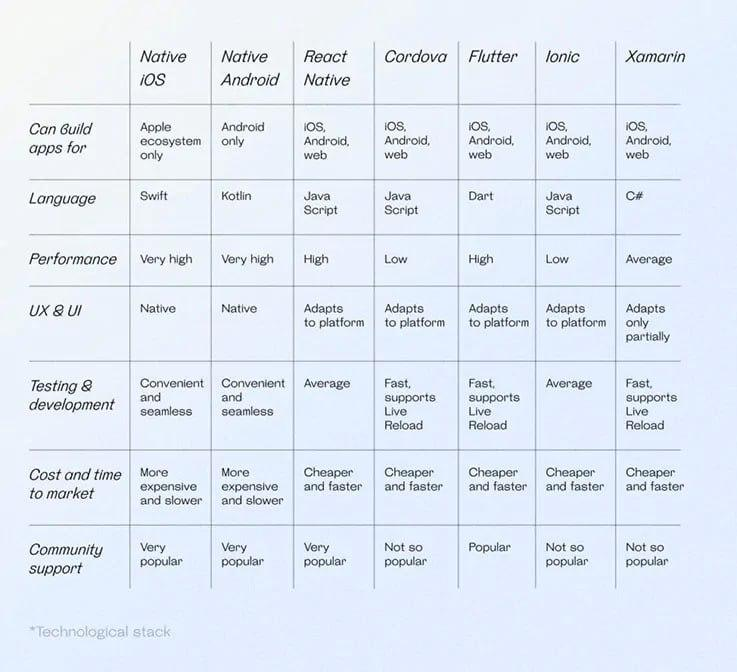 Native iOS
Native Android
React Native
Cordova
Flutter
Ionic
Xamarin
Can build apps for
Apple ecosystem only
Android only
iOS, Android, web
iOS, Android, web
iOS, Android, web
iOS, Android, web
iOS, Android, web
Language
Swift
Kotlin
Java Script
Java Script
Dart
Java Script
C#
Performance
Very high
Very high
High
Low
High
Low
Average
UX & UI
Native
Native
Adapts to platform
Adapts to platform
Adapts to platform
Adapts to platform
Adapts only partially
Testing & development
Convenient and seamless
Convenient and seamless
Average
Fast, supports Live Reload
Fast, supports Live Reload
Average
Fast, supports Live Reload
Cost and time to market
More expensive and slower
More expensive and slower
Cheaper and faster
Cheaper and faster
Cheaper and faster
Cheaper and faster
Cheaper and faster
Community support
Very popular
Very popular
Very popular
Not so popular
Popular
Not so popular
Not so popular
*Technological stack